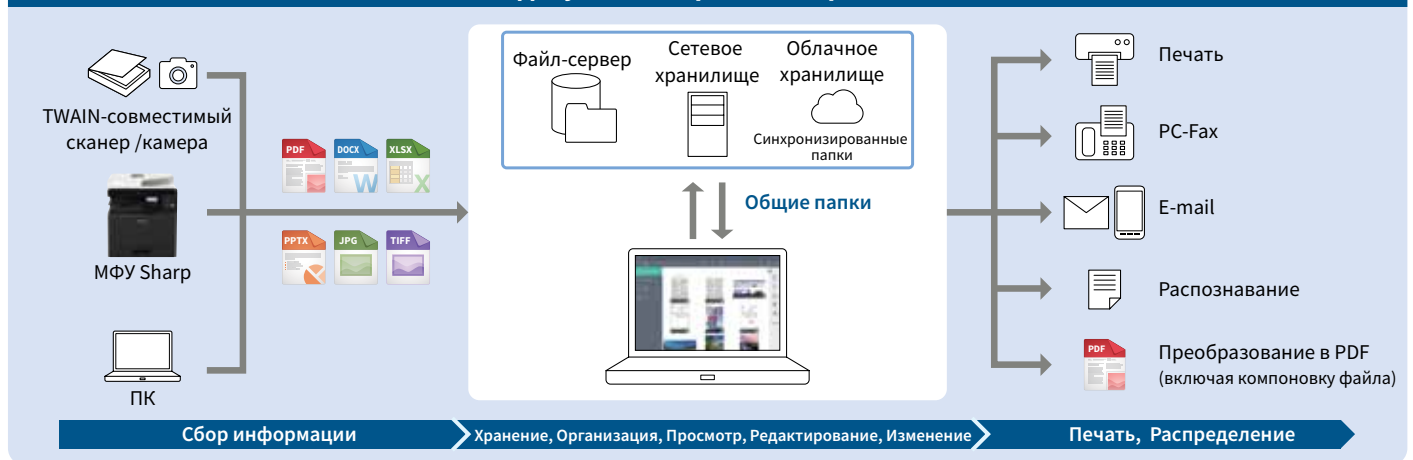 TWAIN-совместимый
сканер /камера
МФУ Sharp
ПК
PDF
DOCX
XLSX
W
X
PPTX
JPG
TIFF
Файл-сервер
Сетевое
хранилище
Облачное
хранилище
Синхронизированные
папки
Общие папки
Печать
PC-Fax
E-mail
Распознавание
PDF
Преобразование в PDF
(включая компоновку файла)
Сбор информации
Хранение, Организация, Просмотр, Редактирование, Изменение
Печать, Распределение